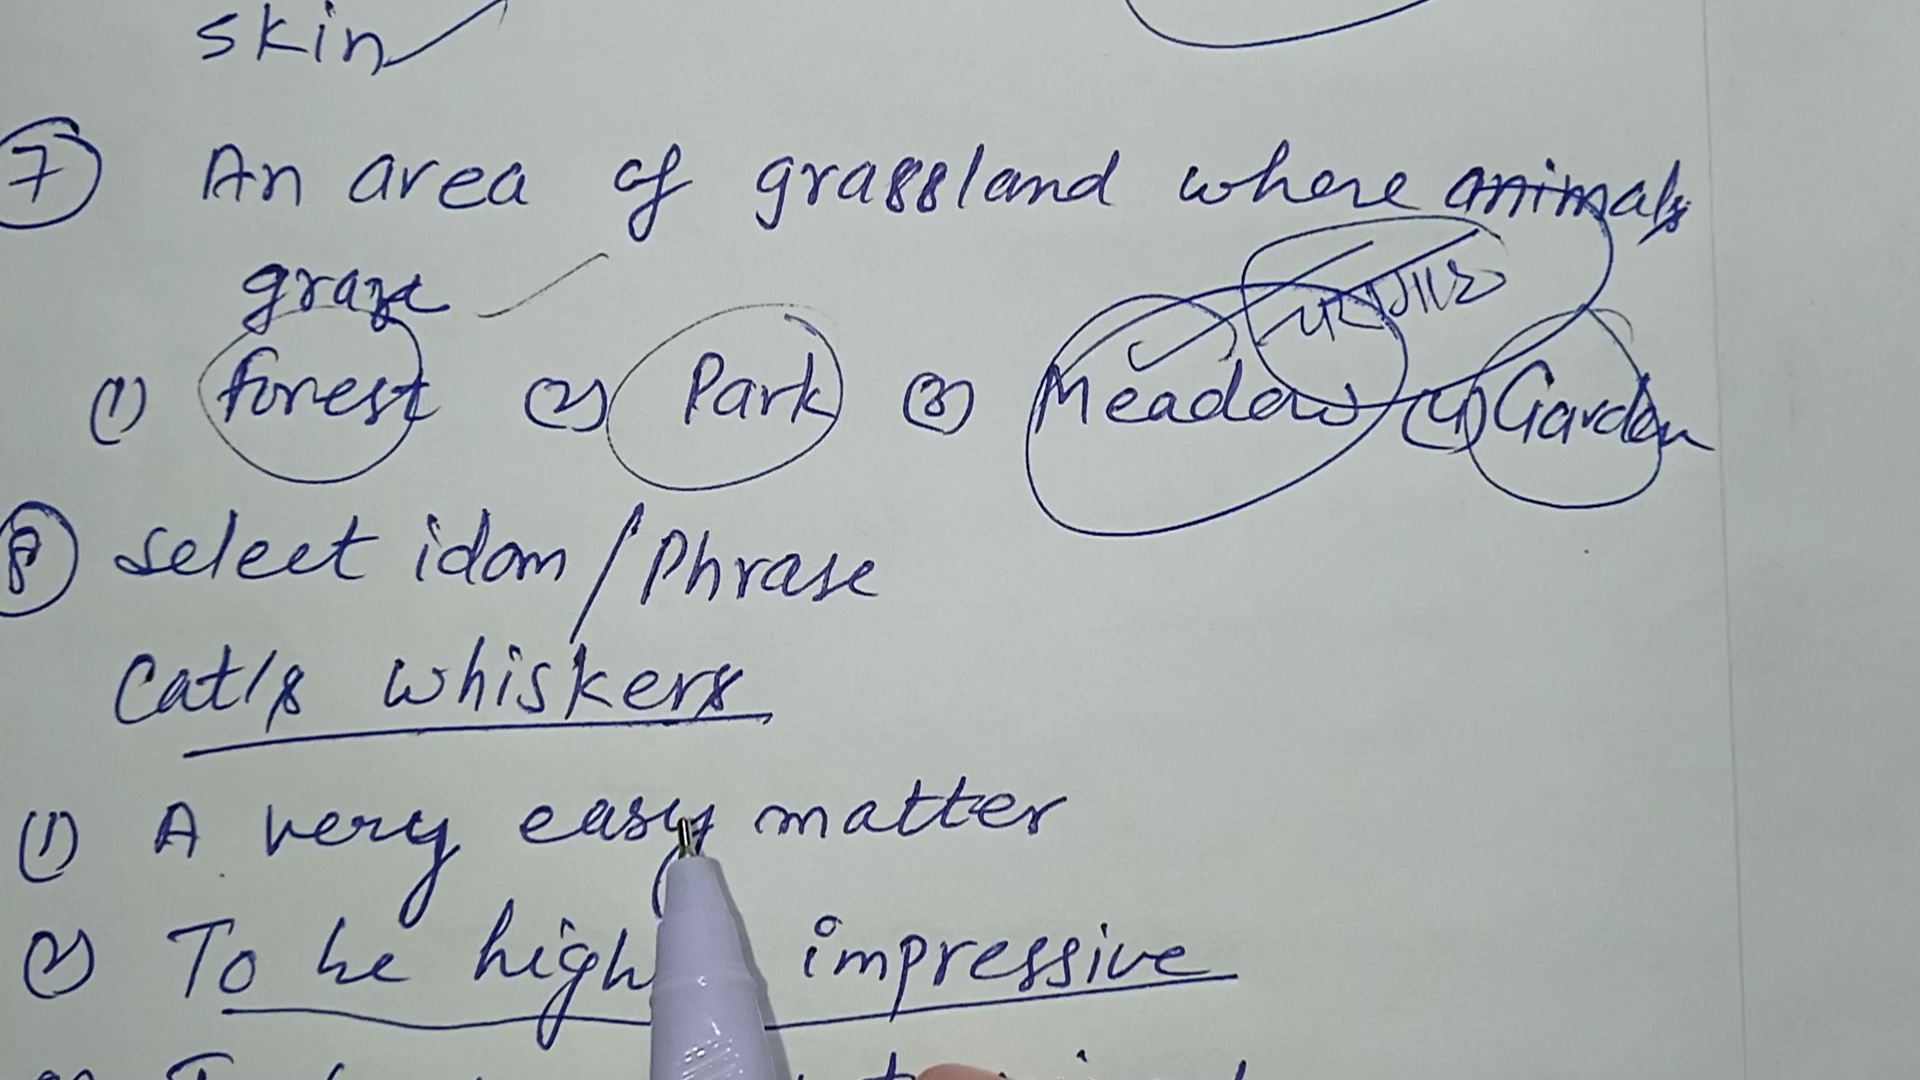 skin
7 An area of grassland where animals
graze
चारागाह
(1) forest (2) Park (3) Meadow (4) Garden
8 select idom / Phrase
Cat's whiskers
(1) A very easy matter
(2) To be high impressive